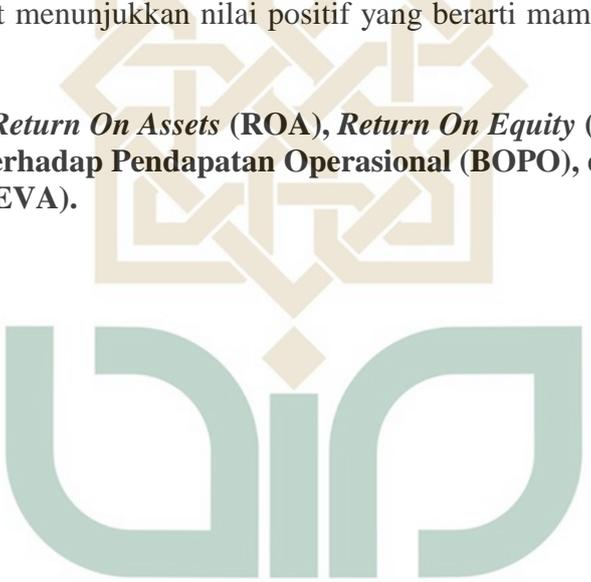 t menunjukkan nilai positif yang berarti mam
Return On Assets (ROA), Return On Equity (
erhadap Pendapatan Operasional (BOPO),
EVA).